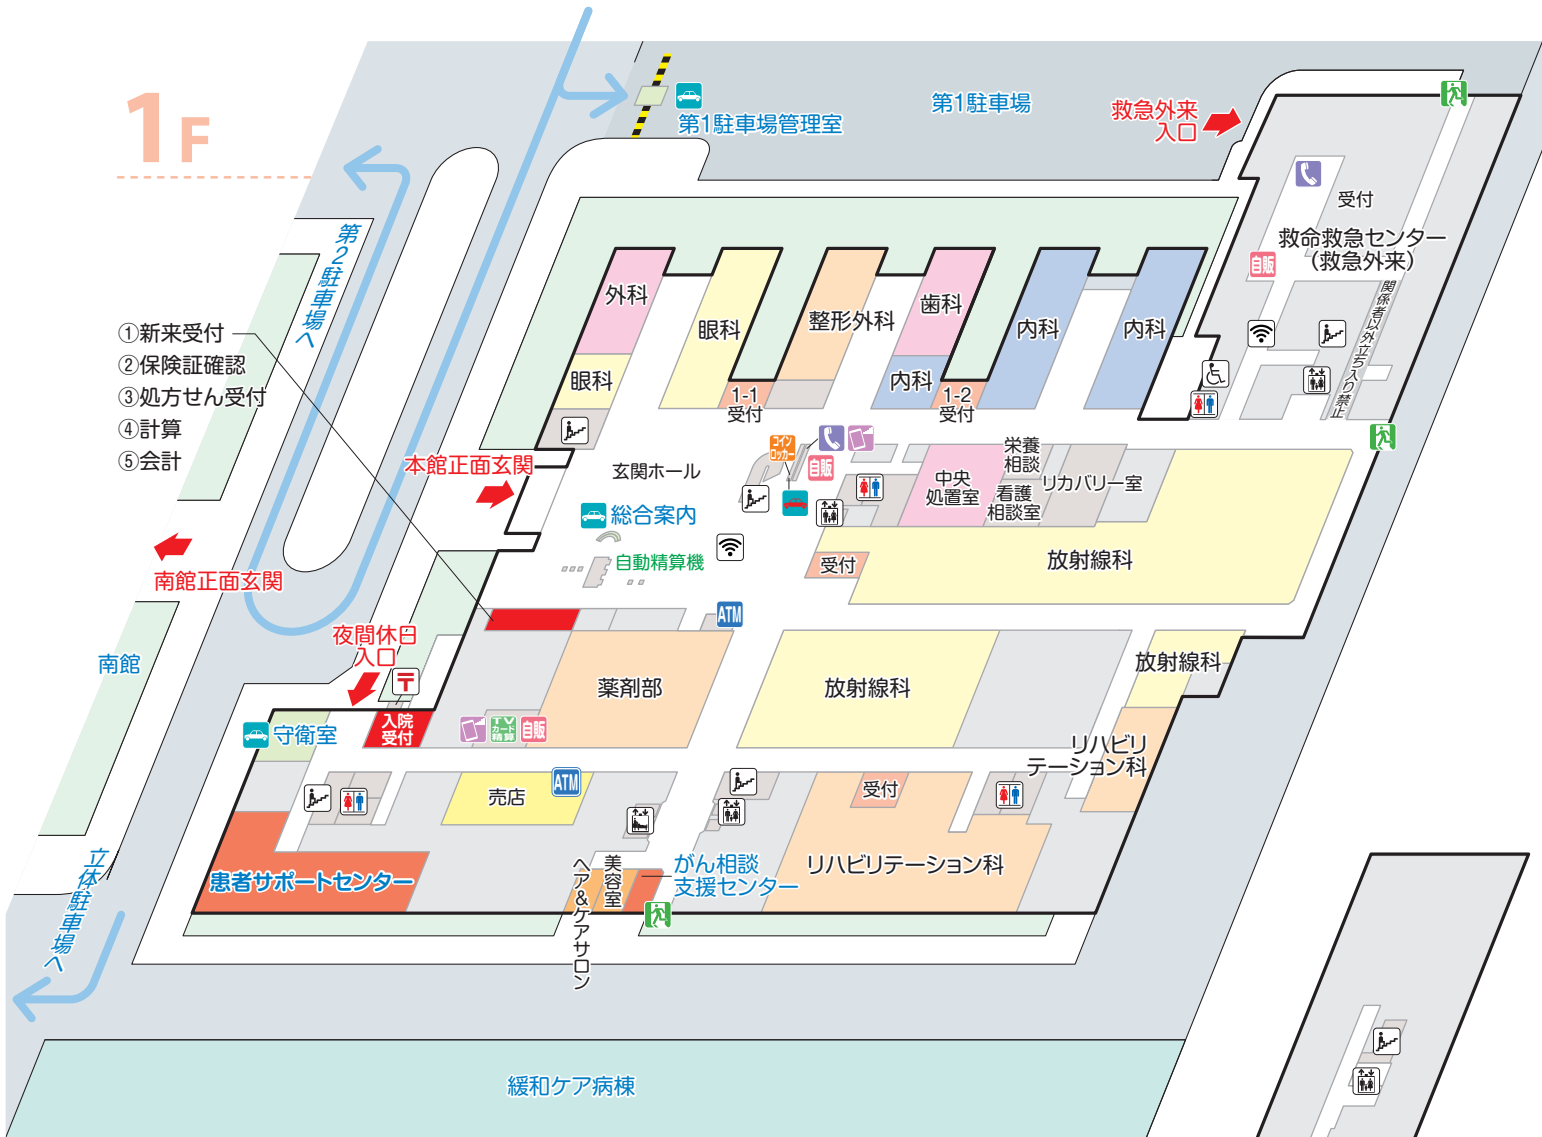 1F
第1駐車場
第1駐車場管理室
救急外来
入口
受付
救命救急センター
（救急外来）
自販
関係者以外立ち入り禁止
第2駐車場へ
①新来受付
②保険証確認
③処方せん受付
④計算
⑤会計
外科
眼科
眼科
整形外科
歯科
内科
内科
内科
1-1
受付
1-2
受付
本館正面玄関
玄関ホール
コイン
ロッカー
自販
総合案内
自動精算機
中央
処置室
栄養
相談
看護
相談室
リカバリー室
放射線科
受付
南館正面玄関
ATM
夜間休日
入口
南館
〒
入院
受付
守衛室
TV
カード
精算
自販
薬剤部
放射線科
放射線科
リハビリ
テーション科
売店
ATM
受付
リハビリテーション科
患者サポートセンター
ヘア&ケアサロン
美容室
がん相談
支援センター
立体駐車場へ
緩和ケア病棟